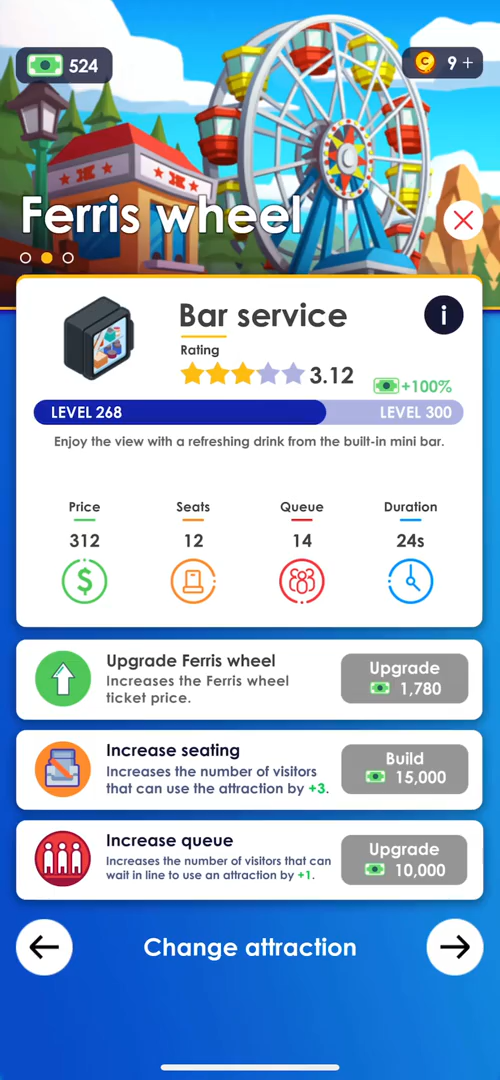 524
9 +
Ferris wheel
Bar service
i
Rating
3.12
+100%
LEVEL 268
LEVEL 300
Enjoy the view with a refreshing drink from the built-in mini bar.
Price
Seats
Queue
Duration
312
12
14
24s
$
Upgrade Ferris wheel
Increases the Ferris wheel
ticket price.
Upgrade
1,780
Increase seating
Increases the number of visitors
that can use the attraction by +3.
Build
15,000
Increase queue
Increases the number of visitors that can
wait in line to use an attraction by +1.
Upgrade
10,000
Change attraction